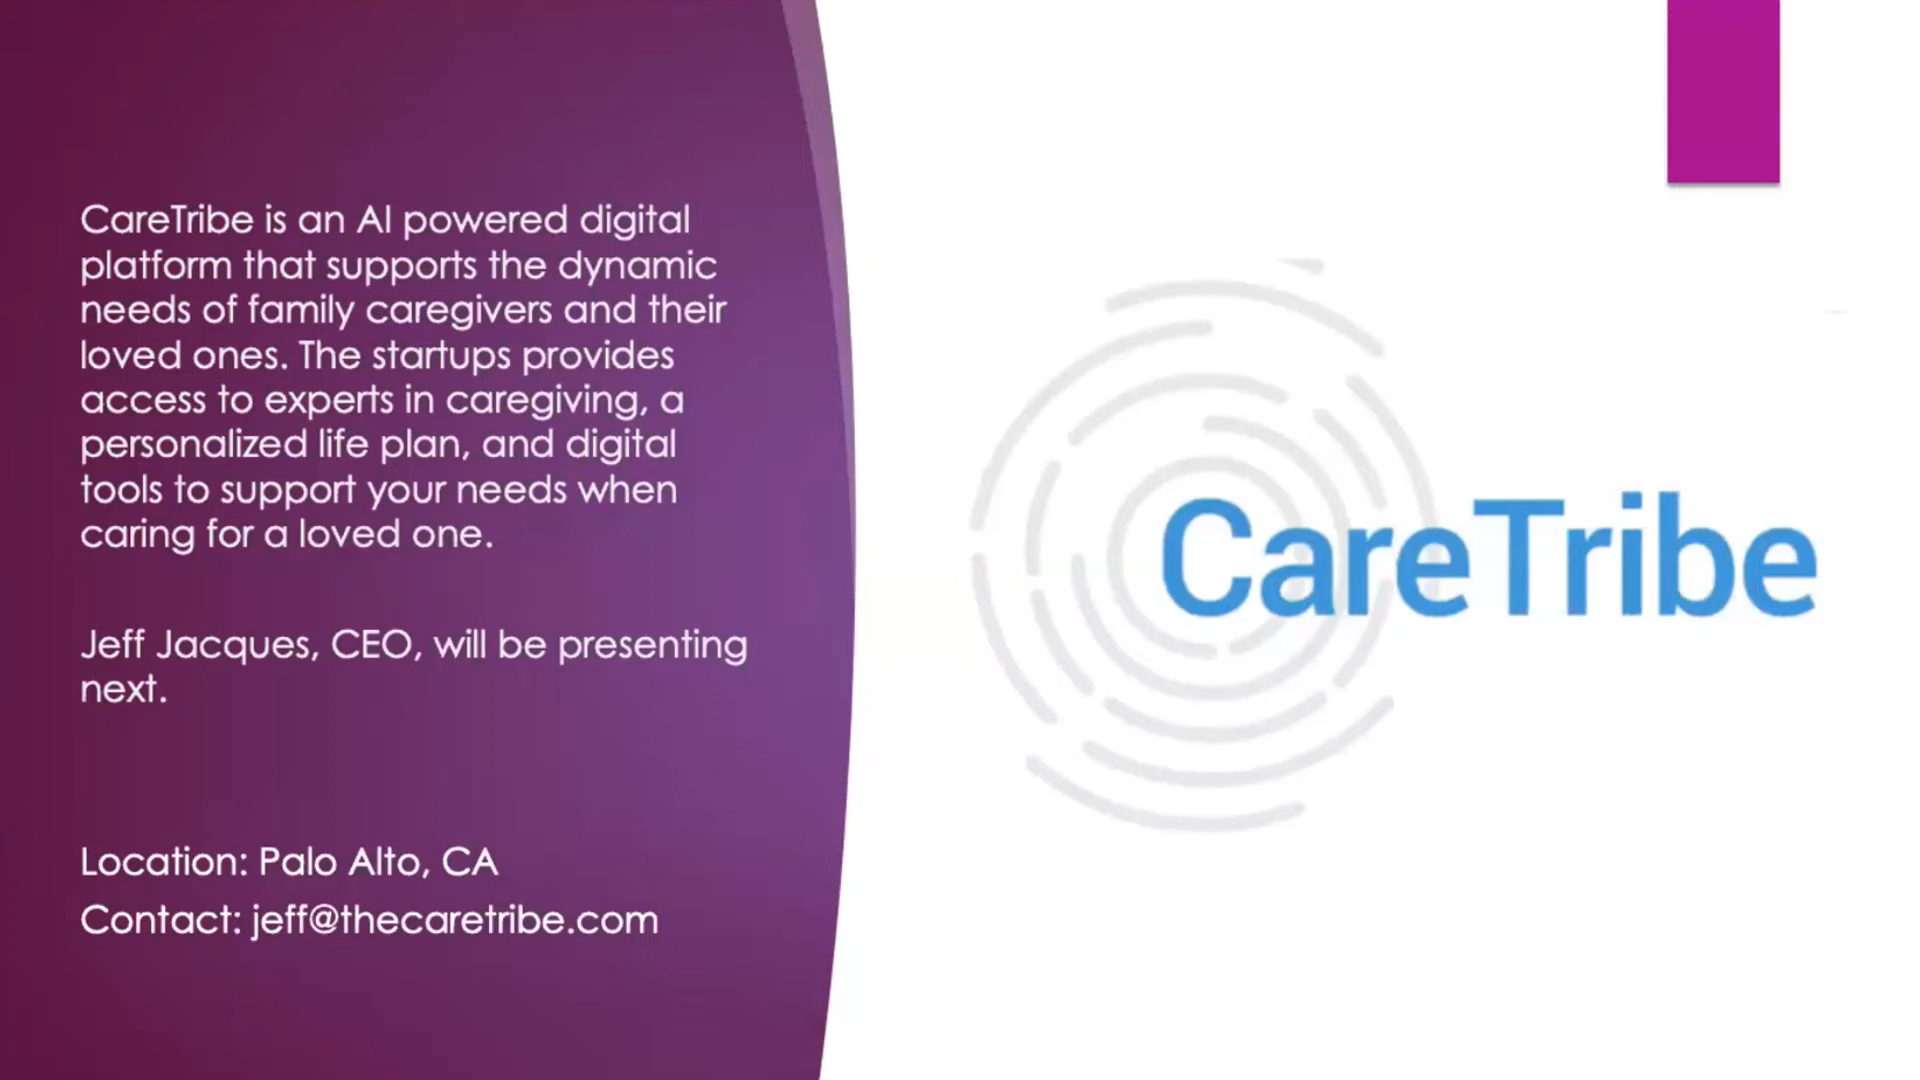 CareTribe is an AI powered digital
platform that supports the dynamic
needs of family caregivers and their
loved ones. The startups provides
access to experts in caregiving, a
personalized life plan, and digital
tools to support your needs when
caring for a loved one.
Jeff Jacques, CEO, will be presenting
next.
Location: Palo Alto, CA
Contact: jeff@thecaretribe.com
CareTribe